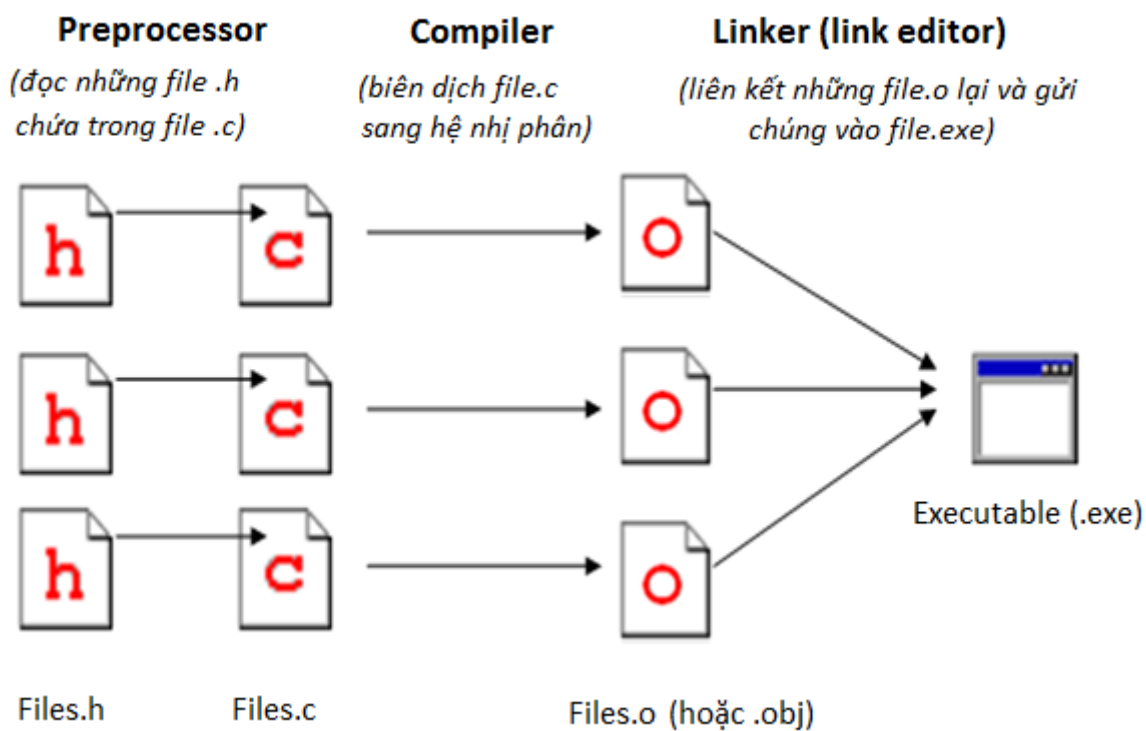 Preprocessor
(đọc những file .h
chứa trong file .c)
Compiler
(biên dịch file.c
sang hệ nhị phân)
Linker (link editor)
(liên kết những file.o lại và gửi
chúng vào file.exe)
h
c
o
h
c
o
h
c
o
Executable (.exe)
Files.h
Files.c
Files.o (hoặc .obj)